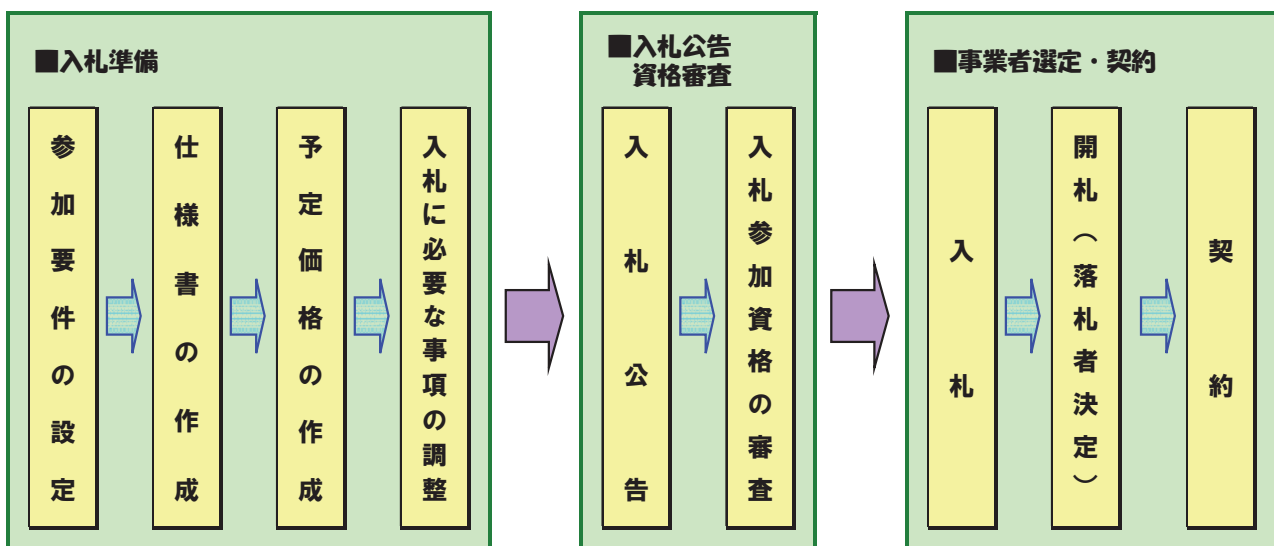 ■入札準備
参加要件の設定
仕様書の作成
予定価格の作成
入札に必要な事項の調整
■入札公告
資格審査
入札公告
入札参加資格の審査
■事業者選定・契約
入札
開札（落札者決定）
契約